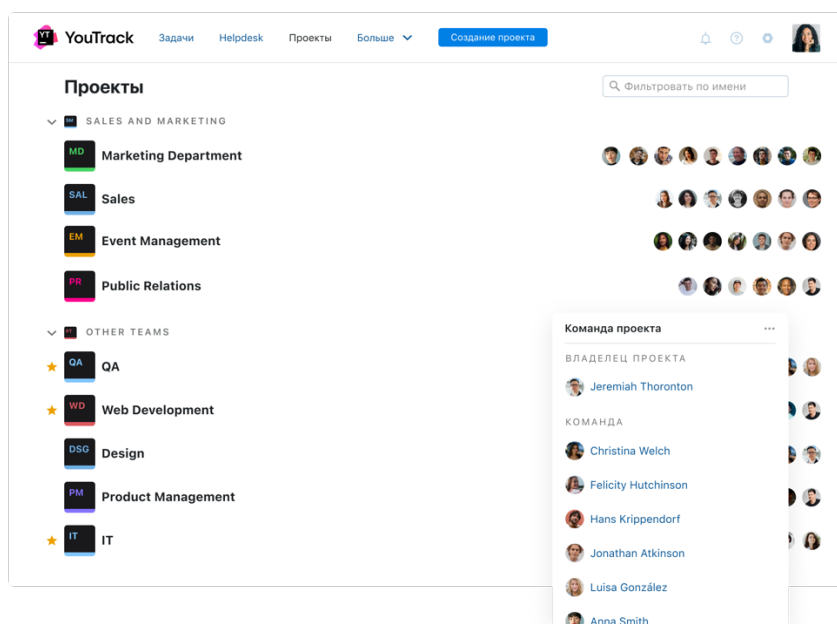 YT YouTrack Задачи Helpdesk Проекты Больше Создание проекта
Проекты
Фильтровать по имени
SALES AND MARKETING
MD Marketing Department
SAL Sales
EM Event Management
PR Public Relations
OTHER TEAMS
QA QA
WD Web Development
DSG Design
PM Product Management
IT IT
Команда проекта ...
ВЛАДЕЛЕЦ ПРОЕКТА
Jeremiah Thoronton
КОМАНДА
Christina Welch
Felicity Hutchinson
Hans Krippendorf
Jonathan Atkinson
Luisa González
Anna Smith